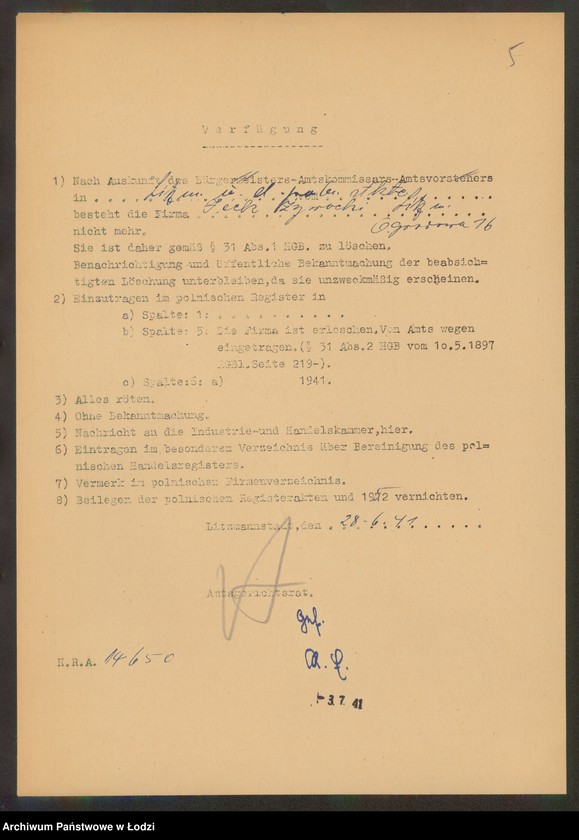 5
Verfügung
1) Nach Auskunft des Bürgermeisters-Amtskommissars-Amtsvorstehers
in
besteht die Firma
nicht mehr. Ogrodowa 16
Sie ist daher gemäß § 31 Abs.1 HGB. zu löschen.
Benachrichtigung und Öffentliche Bekanntmachung der beabsich=
tigten Löschung unterbleiben,da sie unzweckmäßig erscheinen.
2) Einzutragen im polnischen Register in
a) Spalte: 1: . . . . . . . . . . .
b) Spalte: 5. Die Firma ist erloschen.Von Amts wegen
eingetragen.(§ 31 Abs.2 HGB vom 10.5.1897
RGBl.Seite 219-).
c) Spalte:6: a) 1941.
3) Alles röten.
4) Ohne Bekanntmachung.
5) Nachricht an die Industrie-und Handelskammer,hier.
6) Eintragen im besonderen Verzeichnis über Bereinigung des pol=
nischen Handelsregisters.
7) Vermerk im polnischen Firmenverzeichnis.
8) Beilegen der polnischen Registerakten und 1972 vernichten.
Litzmannstadt,den . 28.6.41 . . . . . .
Amtsgerichtsrat.
gef.
H.R.A. 14650
3.7.41
Archiwum Państwowe w Łodzi